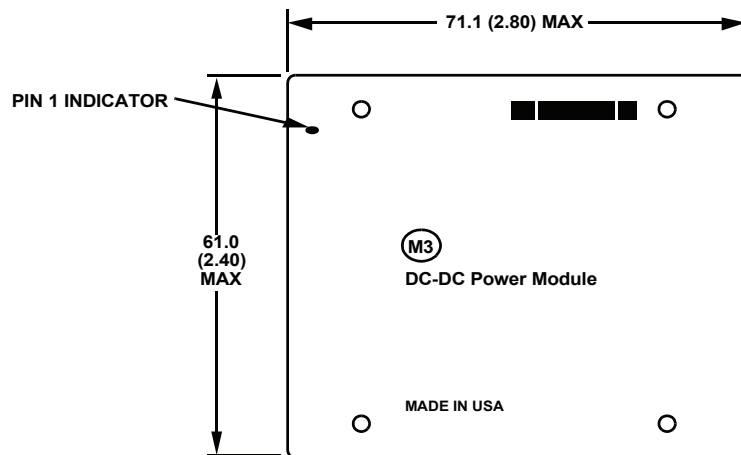 71.1 (2.80) MAX
PIN 1 INDICATOR
61.0
(2.40)
MAX
M3
DC-DC Power Module
MADE IN USA